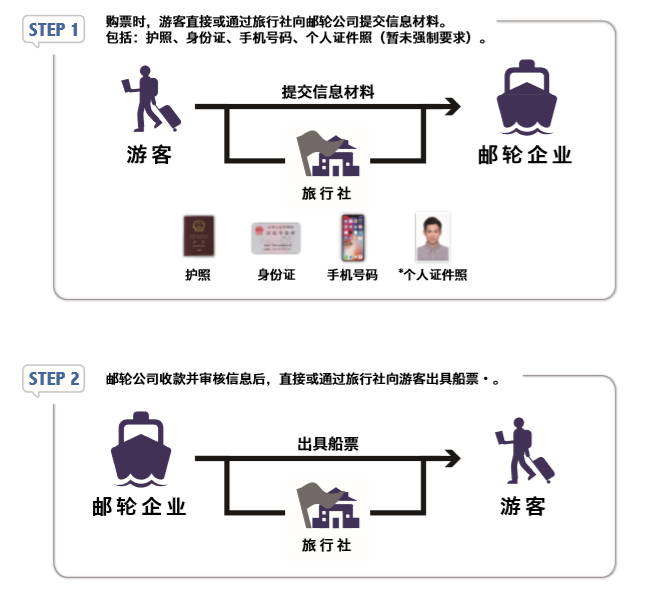 STEP 1
购票时，游客直接或通过旅行社向邮轮公司提交信息材料。
包括：护照、身份证、手机号码、个人证件照（暂未强制要求）。
提交信息材料
游客
邮轮企业
旅行社
护照
身份证
手机号码
*个人证件照
STEP 2
邮轮公司收款并审核信息后，直接或通过旅行社向游客出具船票·。
出具船票
邮轮企业
游客
旅行社